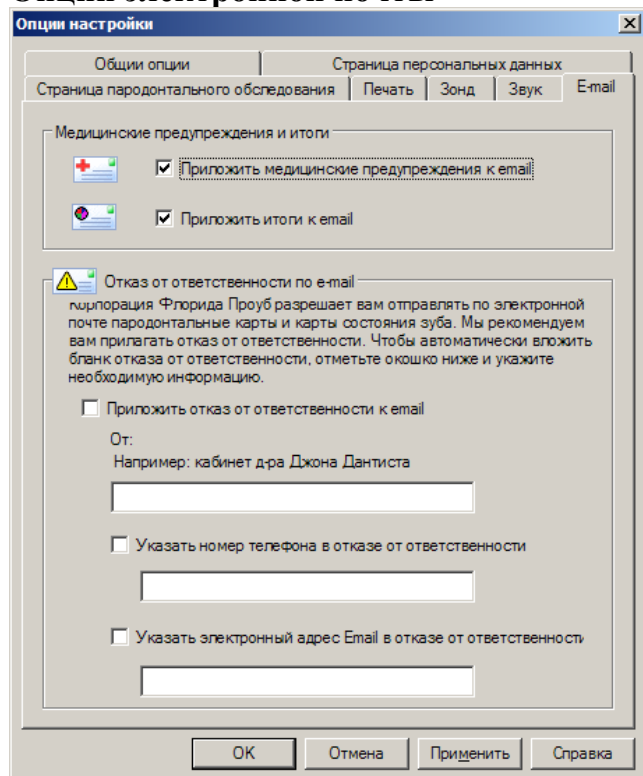 Опции настройки
Общии опции
Страница персональных данных
Страница пародонтального обследования
Печать
Зонд
Звук
E-mail
Медицинские предупреждения и итоги
Приложить медицинские предупреждения к email
Приложить итоги к email
Отказ от ответственности по e-mail
Корпорация Флорида Проуб разрешает вам отправлять по электронной
почте пародонтальные карты и карты состояния зуба. Мы рекомендуем
вам прилагать отказ от ответственности. Чтобы автоматически вложить
бланк отказа от ответственности, отметьте окошко ниже и укажите
необходимую информацию.
Приложить отказ от ответственности к email
От:
Например: кабинет д-ра Джона Дантиста
Указать номер телефона в отказе от ответственности
Указать электронный адрес Email в отказе от ответственности
OK
Отмена
Применить
Справка